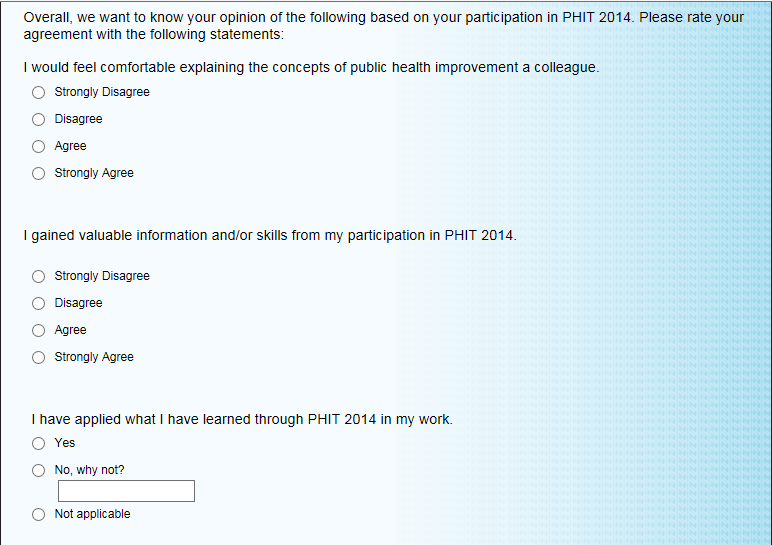 Overall, we want to know your opinion of the following based on your participation in PHIT 2014. Please rate your
agreement with the following statements:
I would feel comfortable explaining the concepts of public health improvement a colleague.
Strongly Disagree
Disagree
Agree
Strongly Agree
I gained valuable information and/or skills from my participation in PHIT 2014.
Strongly Disagree
Disagree
Agree
Strongly Agree
I have applied what I have learned through PHIT 2014 in my work.
Yes
No, why not?
Not applicable